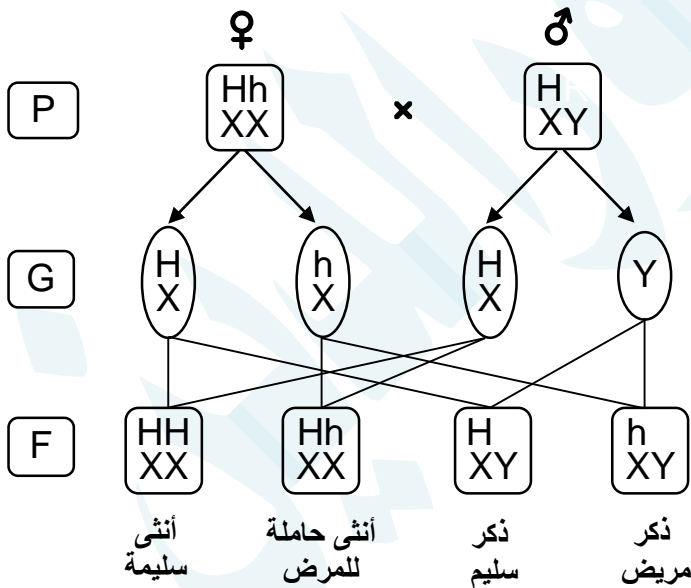 ♀ ♂
P
Hh
XX
×
H
XY
G
H
X
h
X
H
X
Y
F
HH
XX
Hh
XX
H
XY
h
XY
أنثى
سليمة
أنثى حاملة
للمرض
ذكر
سليم
ذكر
مريض